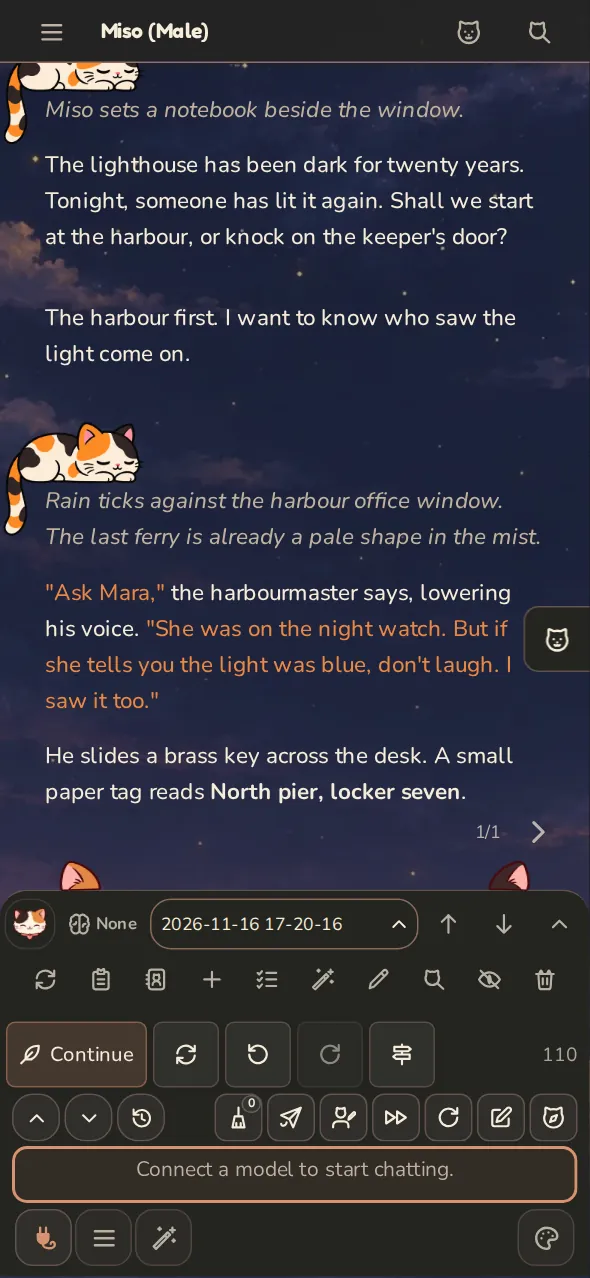 Miso (Male)
Miso sets a notebook beside the window.
The lighthouse has been dark for twenty years.
Tonight, someone has lit it again. Shall we start
at the harbour, or knock on the keeper's door?
The harbour first. I want to know who saw the
light come on.
Rain ticks against the harbour office window.
The last ferry is already a pale shape in the mist.
"Ask Mara," the harbourmaster says, lowering
his voice. "She was on the night watch. But if
she tells you the light was blue, don't laugh. I
saw it too."
He slides a brass key across the desk. A small
paper tag reads North pier, locker seven.
1/1
None
2026-11-16 17-20-16
Continue
110
0
Connect a model to start chatting.